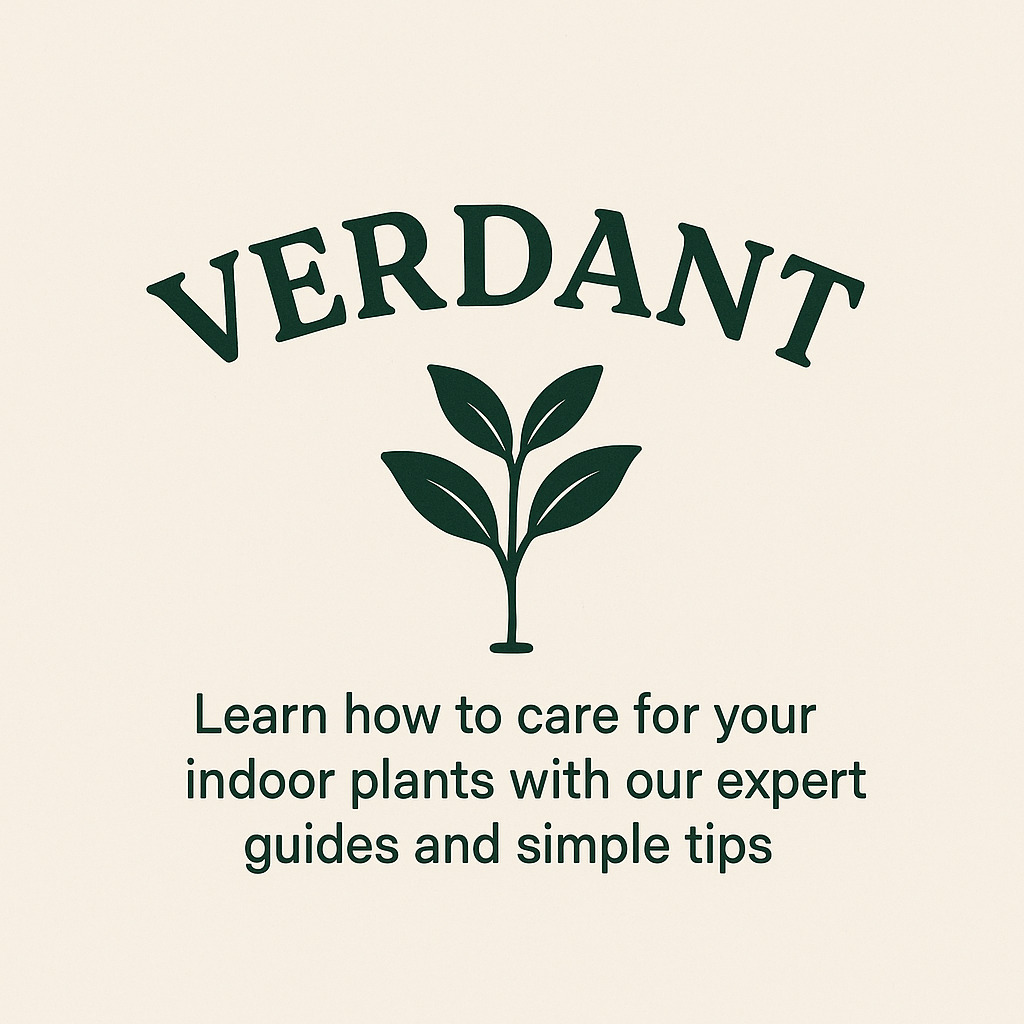 VERDANT
Learn how to care for your
indoor plants with our expert
guides and simple tips